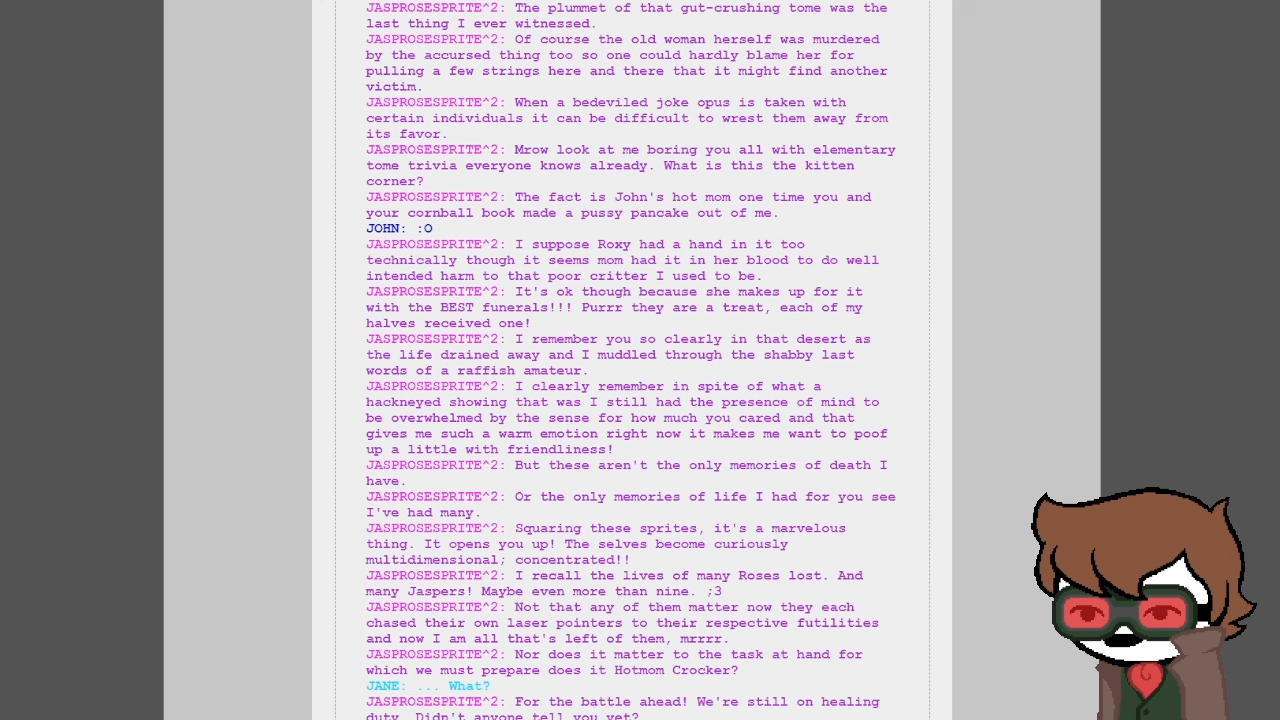 JASPROSESPRITE^2: The plummet of that gut-crushing tome was the
last thing I ever witnessed.
JASPROSESPRITE^2: Of course the old woman herself was murdered
by the accursed thing too so one could hardly blame her for
pulling a few strings here and there that it might find another
victim.
JASPROSESPRITE^2: When a bedeviled joke opus is taken with
certain individuals it can be difficult to wrest them away from
its favor.
JASPROSESPRITE^2: Mrow look at me boring you all with elementary
tome trivia everyone knows already. What is this the kitten
corner?
JASPROSESPRITE^2: The fact is John's hot mom one time you and
your cornball book made a pussy pancake out of me.
JOHN: :O
JASPROSESPRITE^2: I suppose Roxy had a hand in it too
technically though it seems mom had it in her blood to do well
intended harm to that poor critter I used to be.
JASPROSESPRITE^2: It's ok though because she makes up for it
with the BEST funerals!!! Purrr they are a treat, each of my
halves received one!
JASPROSESPRITE^2: I remember you so clearly in that desert as
the life drained away and I muddled through the shabby last
words of a raffish amateur.
JASPROSESPRITE^2: I clearly remember in spite of what a
hackneyed showing that was I still had the presence of mind to
be overwhelmed by the sense for how much you cared and that
gives me such a warm emotion right now it makes me want to poof
up a little with friendliness!
JASPROSESPRITE^2: But these aren't the only memories of death I
have.
JASPROSESPRITE^2: Or the only memories of life I had for you see
I've had many.
JASPROSESPRITE^2: Squaring these sprites, it's a marvelous
thing. It opens you up! The selves become curiously
multidimensional; concentrated!!
JASPROSESPRITE^2: I recall the lives of many Roses lost. And
many Jaspers! Maybe even more than nine. ;3
JASPROSESPRITE^2: Not that any of them matter now they each
chased their own laser pointers to their respective futilities
and now I am all that's left of them, mrrrr.
JASPROSESPRITE^2: Nor does it matter to the task at hand for
which we must prepare does it Hotmom Crocker?
JANE: ... What?
JASPROSESPRITE^2: For the battle ahead! We're still on healing
duty. Didn't anyone tell you yet?